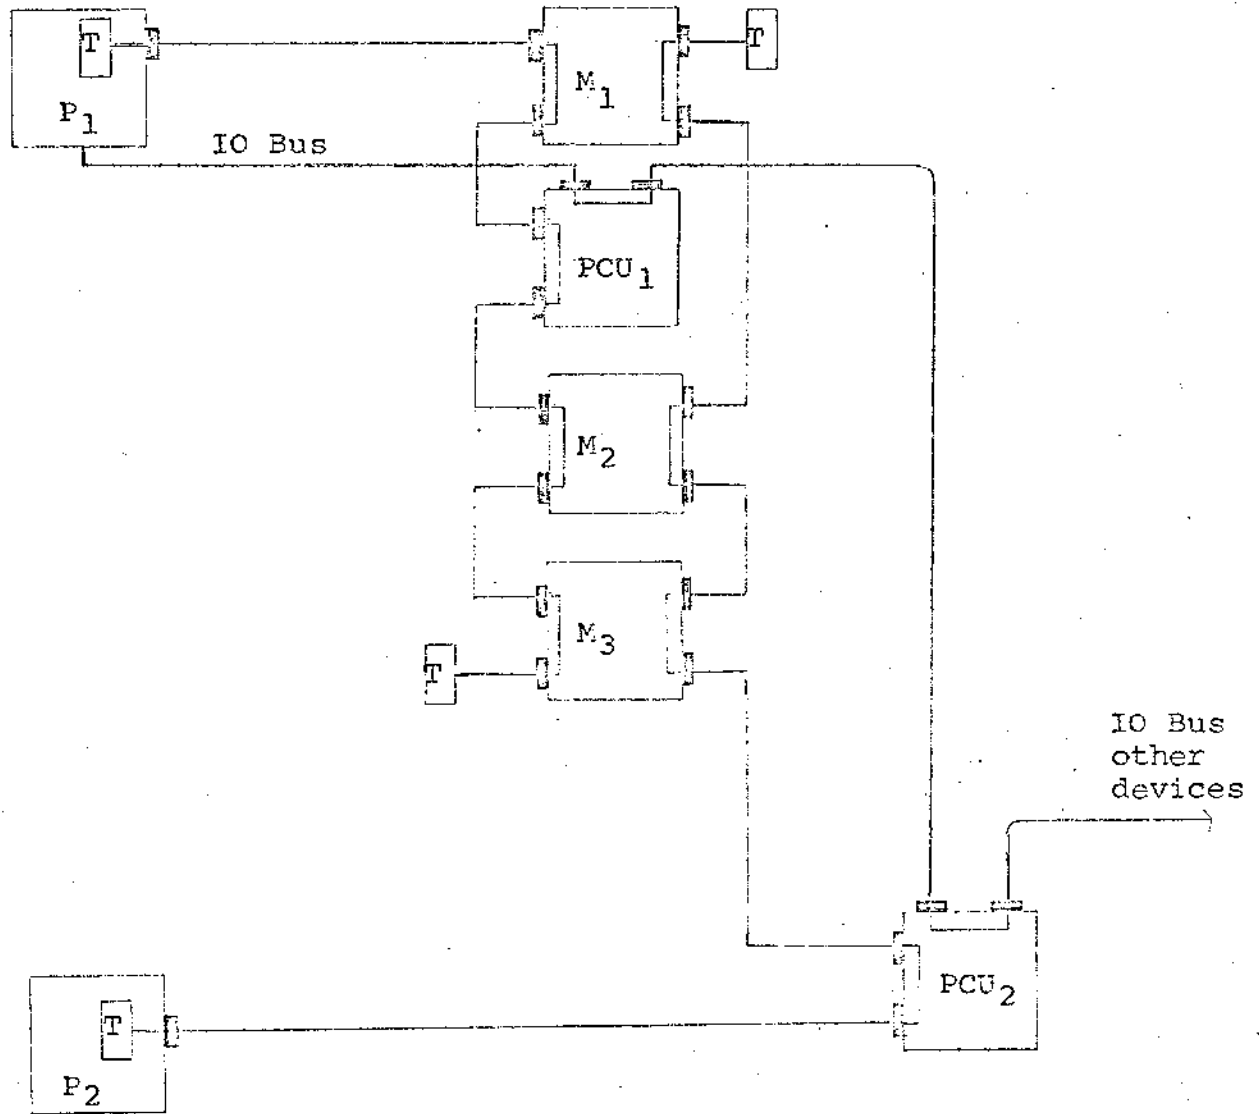 T
M₁
T
P₁
IO Bus
PCU₁
M₂
M₃
T
IO Bus
other
devices
PCU₂
T
P₂